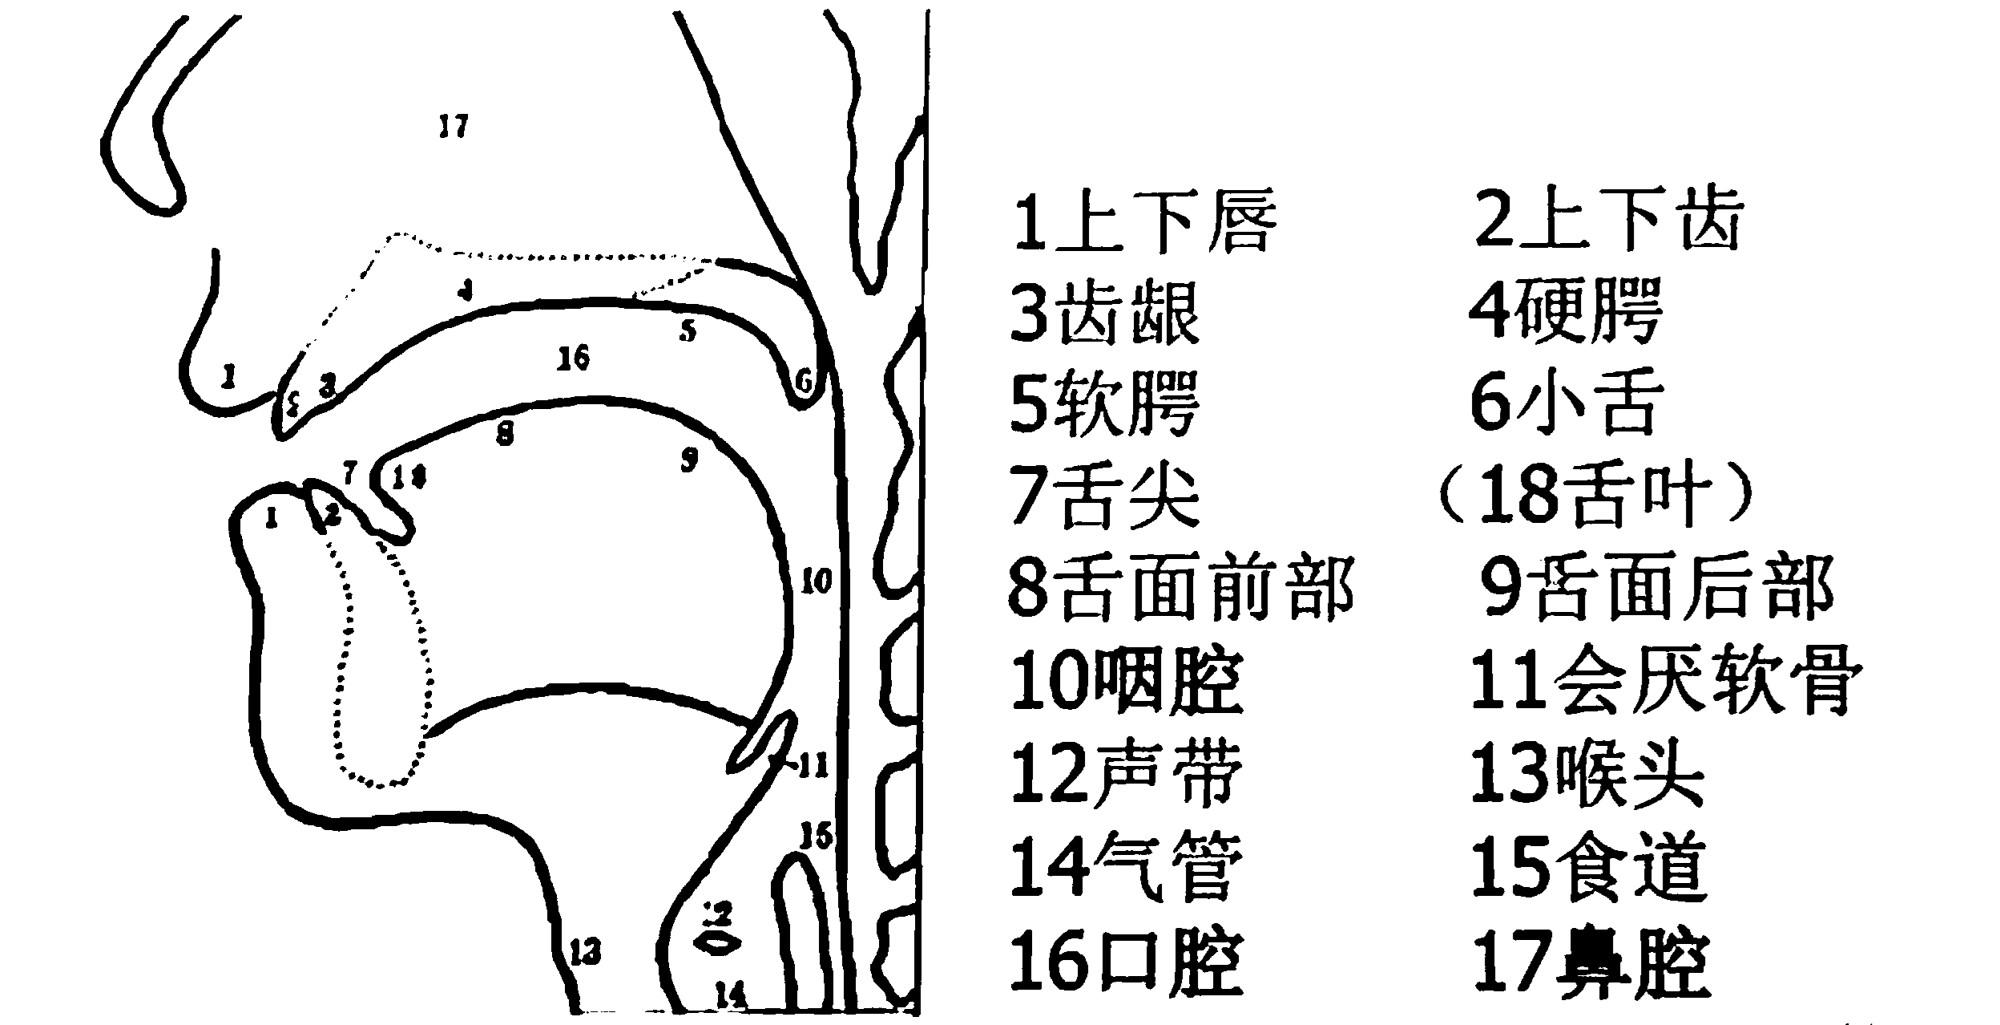 17
4
5
16
1
3
6
8
9
7
18
1
2
10
11
15
12
13
14
1上下唇 2上下齿
3齿龈 4硬腭
5软腭 6小舌
7舌尖 （18舌叶）
8舌面前部 9舌面后部
10咽腔 11会厌软骨
12声带 13喉头
14气管 15食道
16口腔 17鼻腔